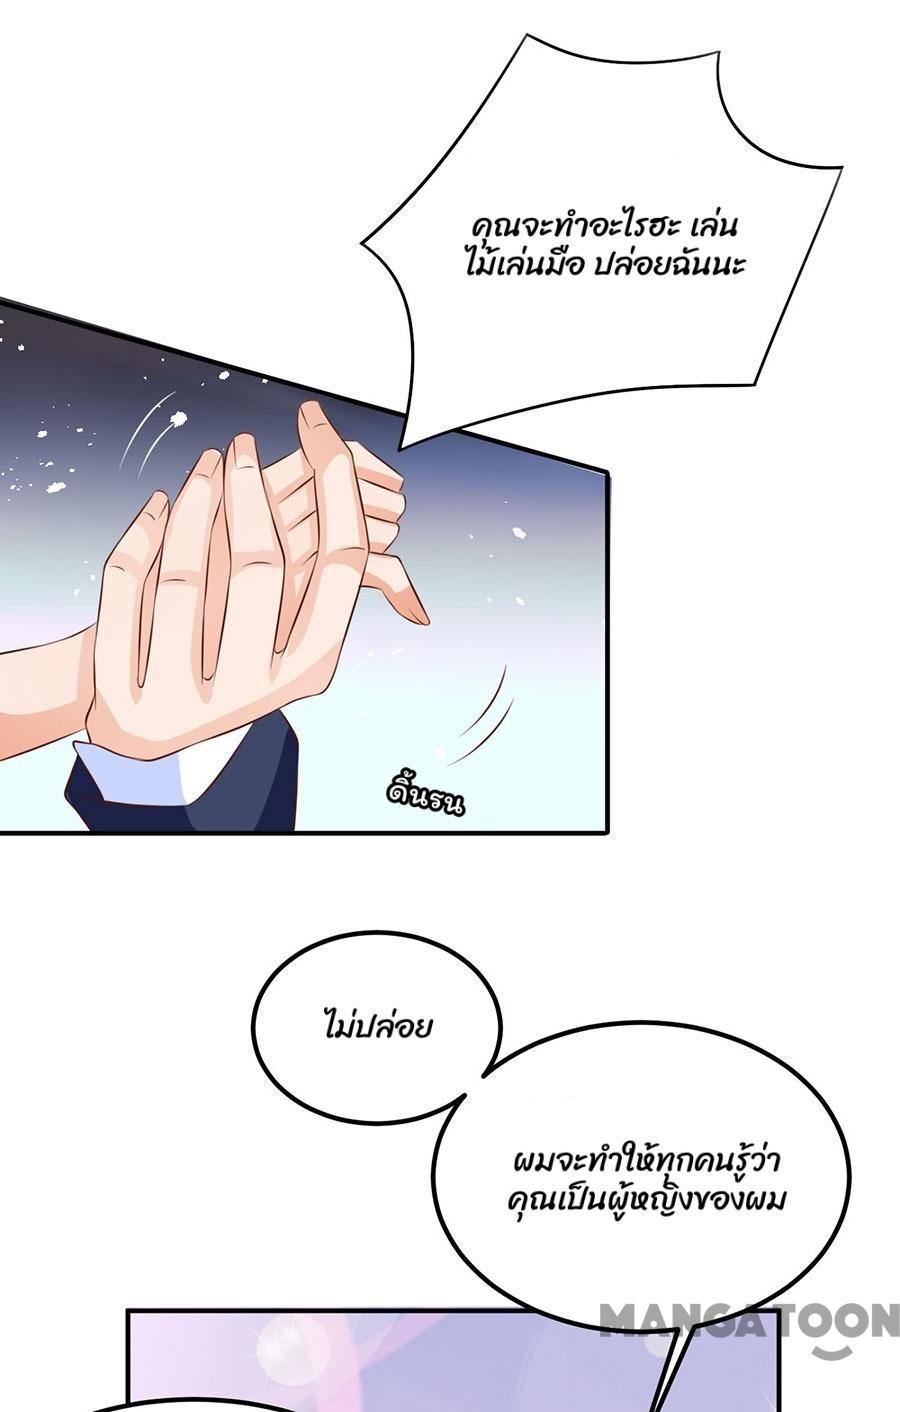 คุณจะทำอะไรฮะ เล่น
ไม้เล่นมือ ปล่อยฉันนะ
ดิ้นรน
ไม่ปล่อย
ผมจะทำให้ทุกคนรู้ว่า
คุณเป็นผู้หญิงของผม
MANGATOON